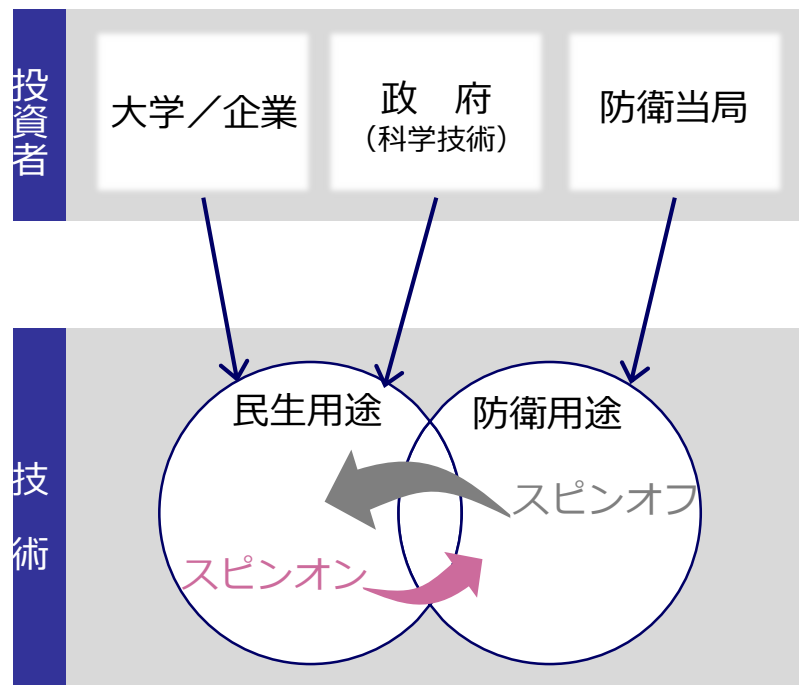 投資者
大学／企業
政　府
（科学技術）
防衛当局
技術
民生用途
防衛用途
スピンオフ
スピンオン